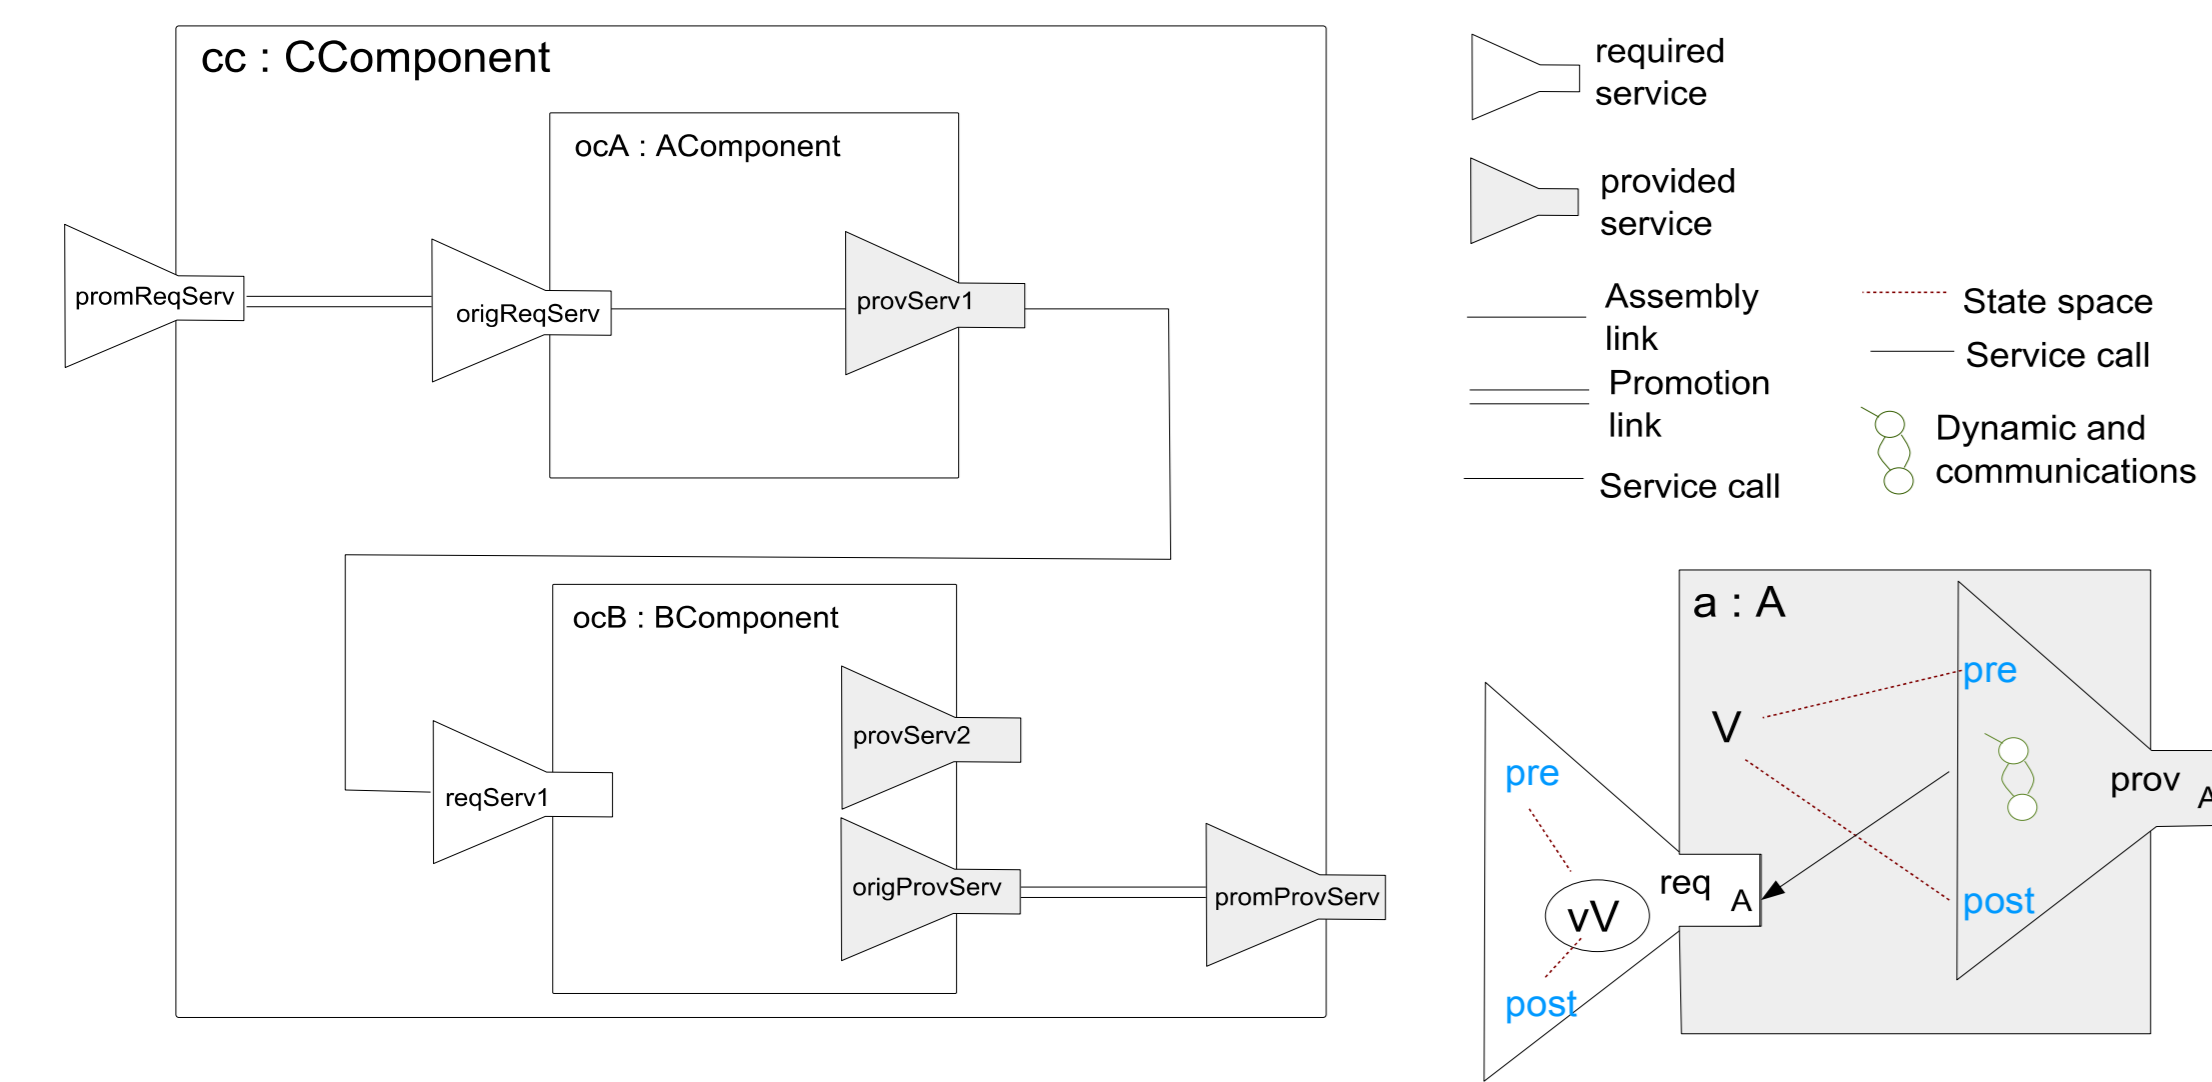 cc : CComponent
ocA : AComponent
promReqServ
origReqServ
provServ1
ocB : BComponent
provServ2
reqServ1
origProvServ
promProvServ
required
service
provided
service
Assembly
link
Promotion
link
Service call
State space
Service call
Dynamic and
communications
a : A
pre
V
pre
prov A
req A
vV
post
post